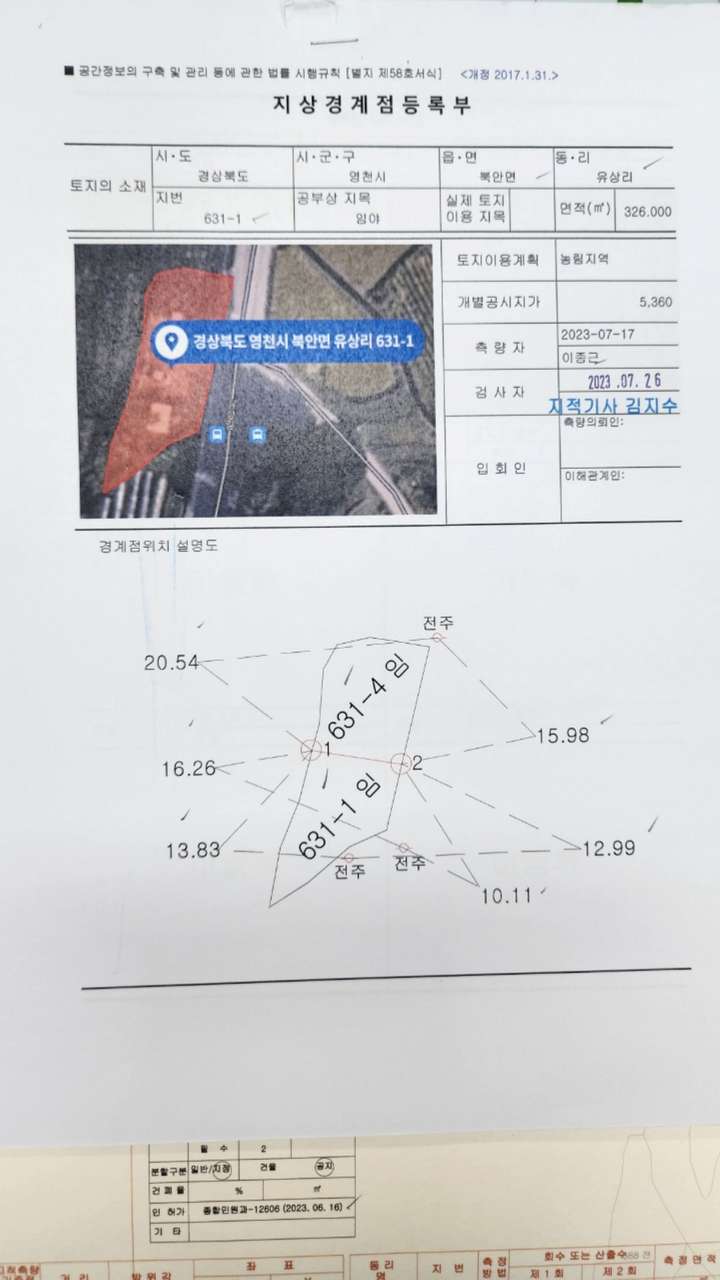 ■ 공간정보의 구축 및 관리 등에 관한 법률 시행규칙 [별지 제58호서식] <개정 2017.1.31.>
지상경계점등록부
토지의 소재
시·도
경상북도
시·군·구
영천시
읍·면
북안면
동·리
유상리
지번
631-1
공부상 지목
임야
실제 토지
이용 지목
면적(㎡)
326.000
경상북도 영천시 북안면 유상리 631-1
토지이용계획
농림지역
개별공시지가
5,360
측량자
2023-07-17
이종근
검사자
2023.07.26
지적기사 김지수
입회인
측량의뢰인:
이해관계인:
경계점위치 설명도
전주
20.54
631-4 임
15.98
1
2
16.26
631-1 임
13.83
전주
전주
12.99
10.11
필 수
2
분할구분
일반/지정
건물
공지
건폐율
%
㎡
인허가
종합민원과-12606 (2023. 06. 16)
기타
거리
방위각
좌표
동리
명
지번
측정
방법
회수 또는 산출수
제1회
제2회
측정면적